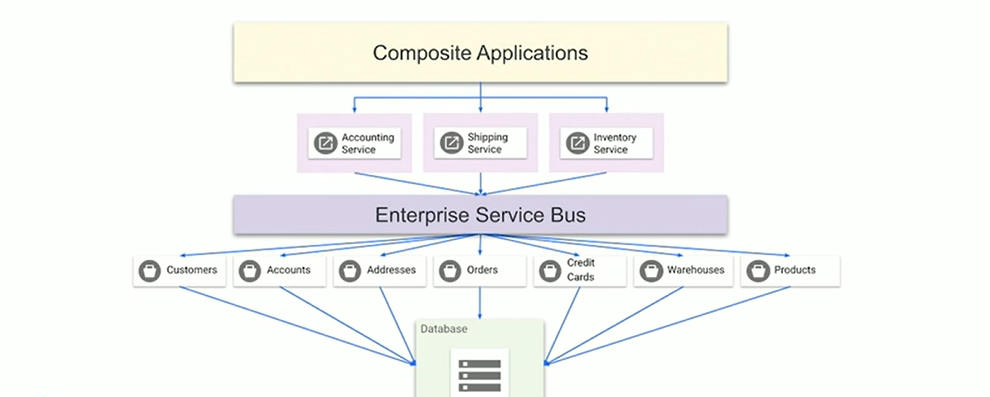 Composite Applications
Accounting
Service
Shipping
Service
Inventory
Service
Enterprise Service Bus
Customers
Accounts
Addresses
Orders
Credit
Cards
Warehouses
Products
Database